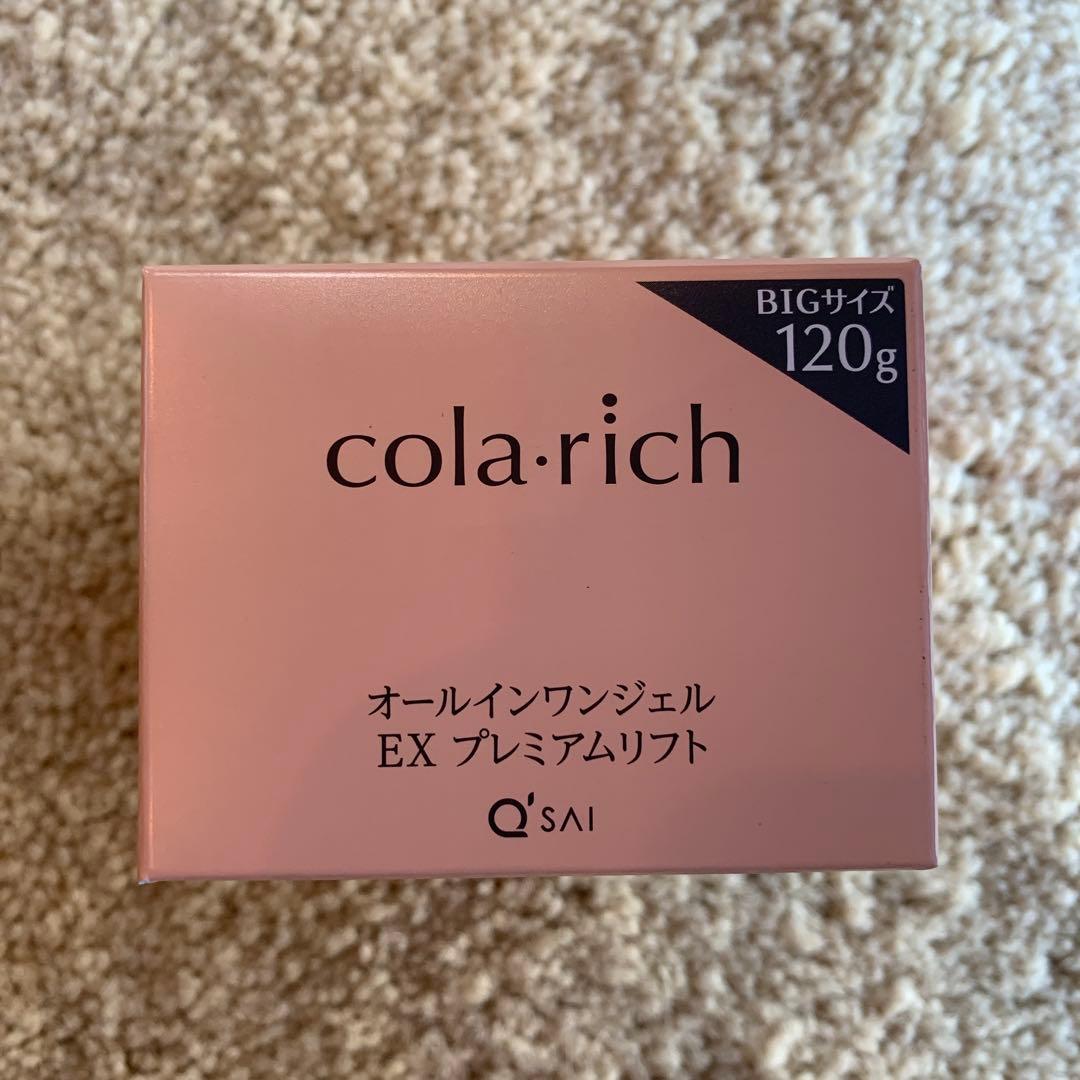 BIGサイズ
120g
cola·rich
オールインワンジェル
EX プレミアムリフト
Q'SAI